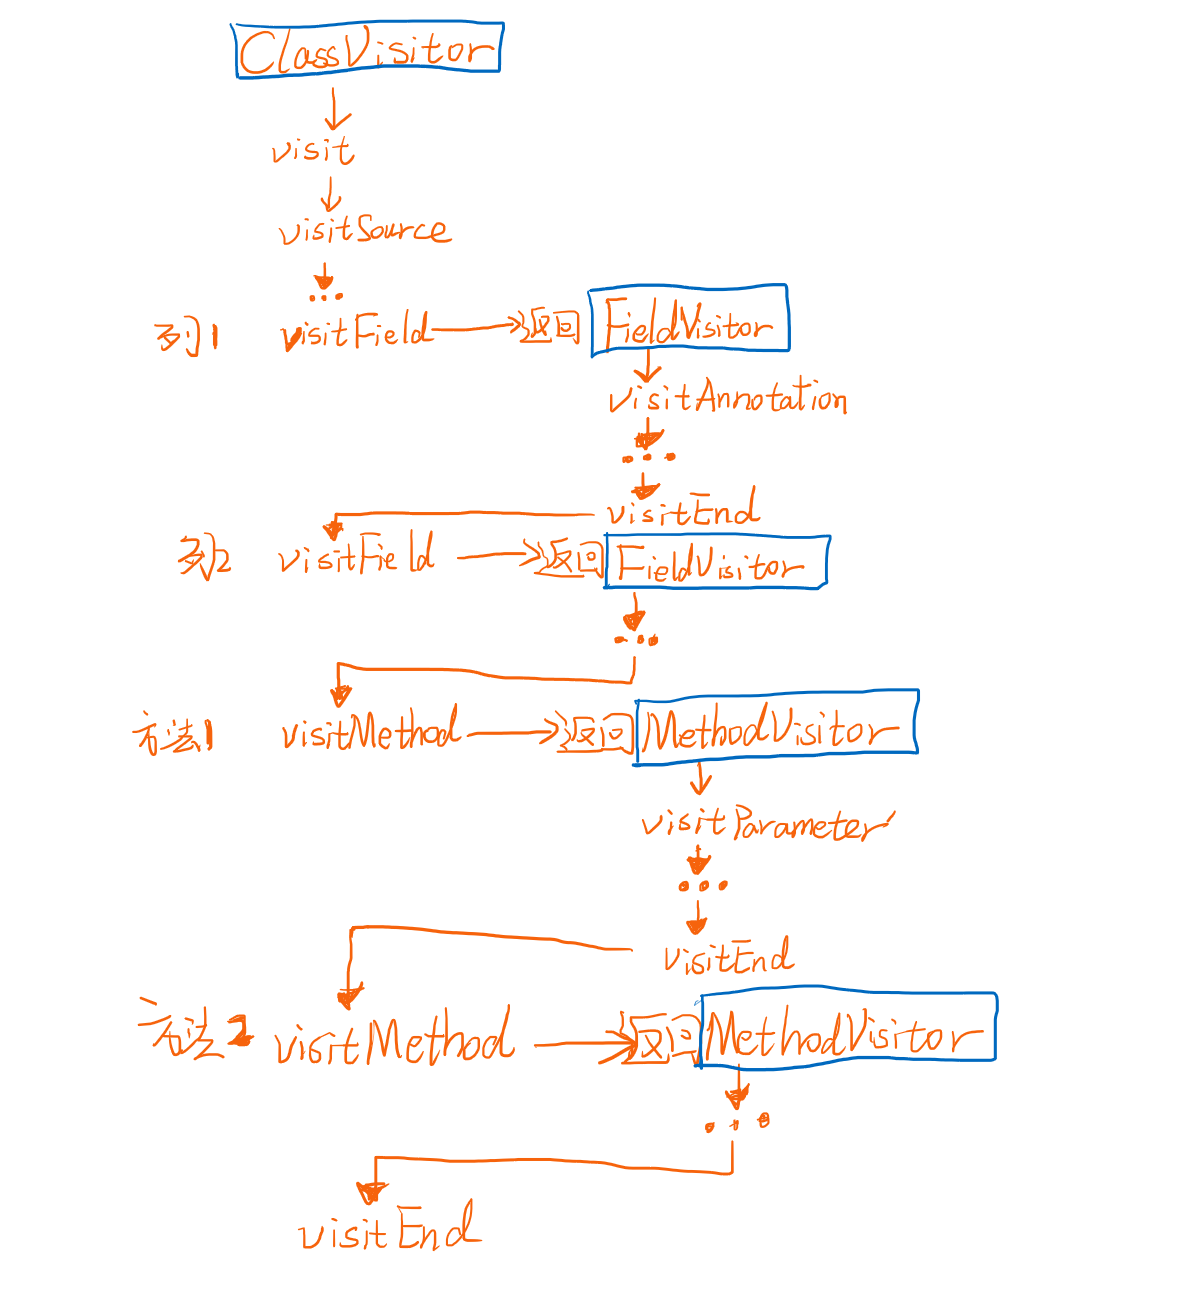 ClassVisitor
visit
visitSource
...
列1 visitField 返回 FieldVisitor
visitAnnotation
...
visitEnd
列2 visitField 返回 FieldVisitor
...
方法1 visitMethod 返回 MethodVisitor
visitParameter
...
visitEnd
方法2 visitMethod 返回 MethodVisitor
...
visitEnd